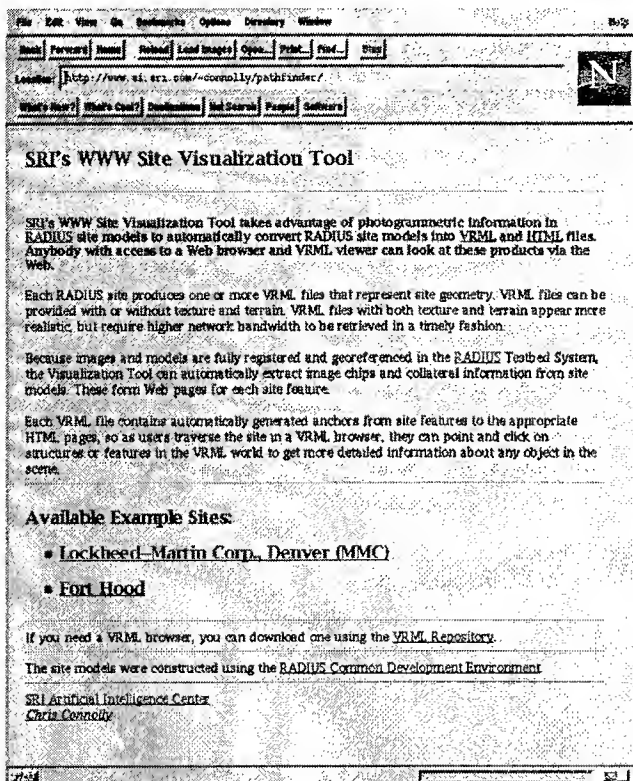 File Edit View Go Bookmarks Options Directory Window Help
Back Forward Home Reload Load Images Open... Print... Find... Stop
Location: http://www.ai.sri.com/~connolly/pathfinder/
What's New? What's Cool? Destinations Net Search People Software
N
SRI's WWW Site Visualization Tool
SRI's WWW Site Visualization Tool takes advantage of photogrammetric information in
RADIUS site models to automatically convert RADIUS site models into VRML and HTML files.
Anybody with access to a Web browser and VRML viewer can look at these products via the
Web.
Each RADIUS site produces one or more VRML files that represent site geometry. VRML files can be
provided with or without texture and terrain. VRML files with both texture and terrain appear more
realistic, but require higher network bandwidth to be retrieved in a timely fashion.
Because images and models are fully registered and georeferenced in the RADIUS Testbed System,
the Visualization Tool can automatically extract image chips and collateral information from site
models. These form Web pages for each site feature.
Each VRML file contains automatically generated anchors from site features to the appropriate
HTML pages, so as users traverse the site in a VRML browser, they can point and click on
structures or features in the VRML world to get more detailed information about any object in the
scene.
Available Example Sites:
Lockheed-Martin Corp., Denver (MMC)
Fort Hood
If you need a VRML browser, you can download one using the VRML Repository.
The site models were constructed using the RADIUS Common Development Environment
SRI Artificial Intelligence Center
Chris Connolly